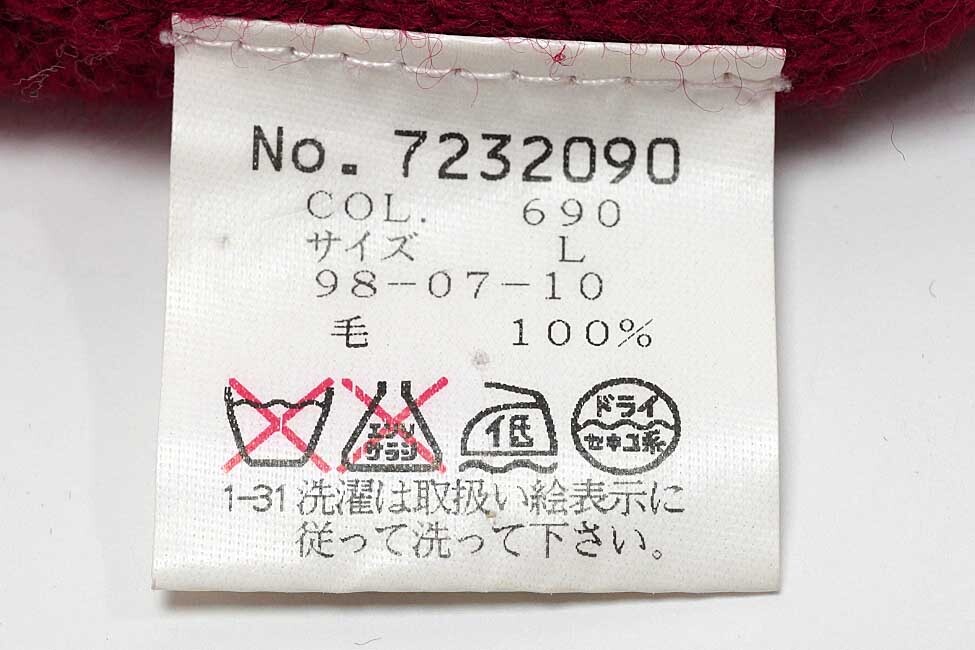 No. 7232090
COL. 690
サイズ L
98-07-10
毛 100%
エンソ
サラシ
低
ドライ
セキユ系
1-31 洗濯は取扱い絵表示に
従って洗って下さい。